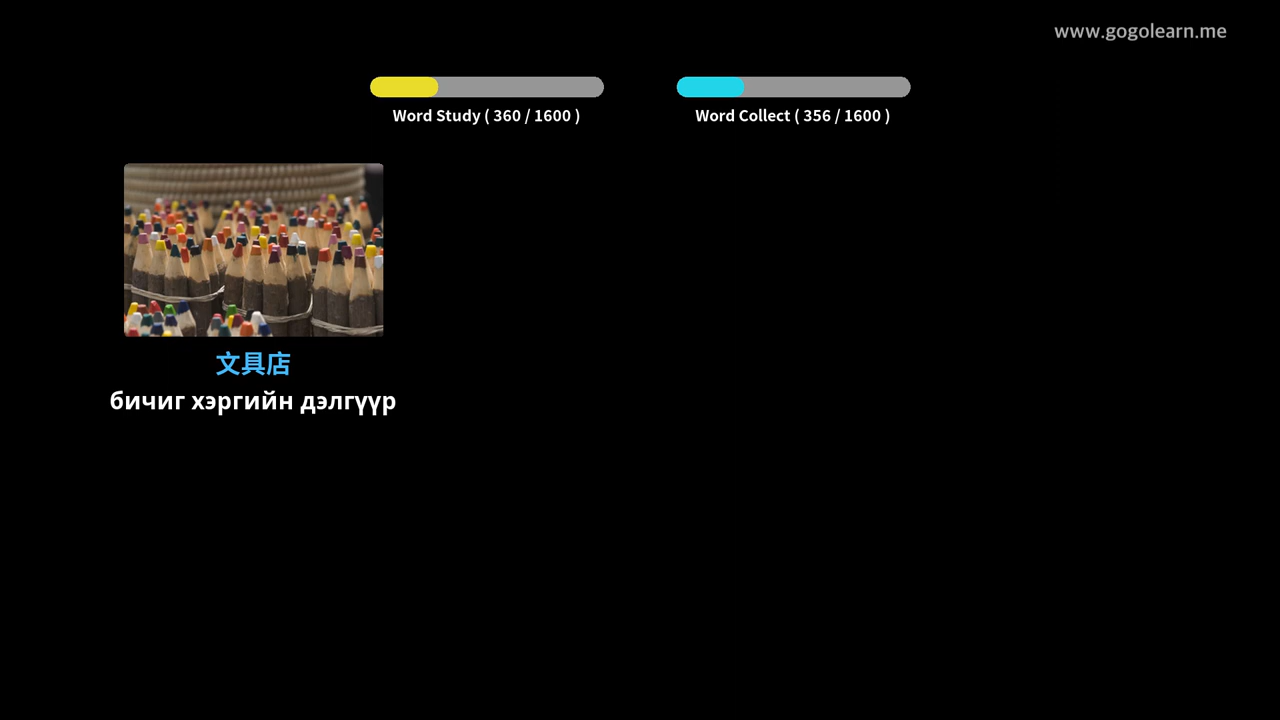 www.gogolearn.me
Word Study ( 360 / 1600 )
Word Collect ( 356 / 1600 )
文具店
бичиг хэргийн дэлгүүр